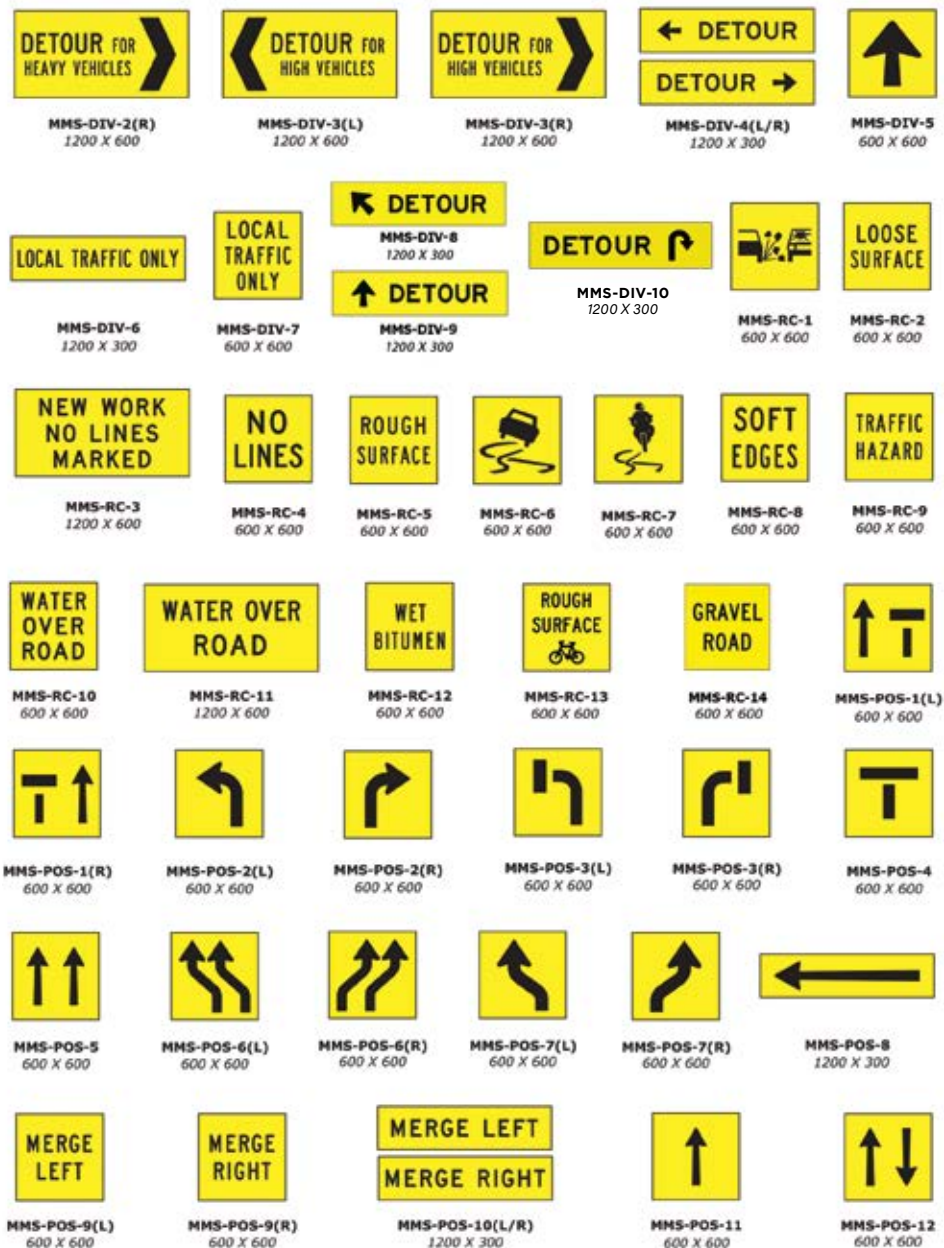 DETOUR FOR
HEAVY VEHICLES
MMS-DIV-2(R)
1200 X 600
DETOUR FOR
HIGH VEHICLES
MMS-DIV-3(L)
1200 X 600
DETOUR FOR
HIGH VEHICLES
MMS-DIV-3(R)
1200 X 600
← DETOUR
DETOUR →
MMS-DIV-4(L/R)
1200 X 300
MMS-DIV-5
600 X 600
LOCAL TRAFFIC ONLY
MMS-DIV-6
1200 X 300
LOCAL
TRAFFIC
ONLY
MMS-DIV-7
600 X 600
DETOUR
MMS-DIV-8
1200 X 300
DETOUR
MMS-DIV-9
1200 X 300
DETOUR
MMS-DIV-10
1200 X 300
MMS-RC-1
600 X 600
LOOSE
SURFACE
MMS-RC-2
600 X 600
NEW WORK
NO LINES
MARKED
MMS-RC-3
1200 X 600
NO
LINES
MMS-RC-4
600 X 600
ROUGH
SURFACE
MMS-RC-5
600 X 600
MMS-RC-6
600 X 600
MMS-RC-7
600 X 600
SOFT
EDGES
MMS-RC-8
600 X 600
TRAFFIC
HAZARD
MMS-RC-9
600 X 600
WATER
OVER
ROAD
MMS-RC-10
600 X 600
WATER OVER
ROAD
MMS-RC-11
1200 X 600
WET
BITUMEN
MMS-RC-12
600 X 600
ROUGH
SURFACE
MMS-RC-13
600 X 600
GRAVEL
ROAD
MMS-RC-14
600 X 600
MMS-POS-1(L)
600 X 600
MMS-POS-1(R)
600 X 600
MMS-POS-2(L)
600 X 600
MMS-POS-2(R)
600 X 600
MMS-POS-3(L)
600 X 600
MMS-POS-3(R)
600 X 600
MMS-POS-4
600 X 600
MMS-POS-5
600 X 600
MMS-POS-6(L)
600 X 600
MMS-POS-6(R)
600 X 600
MMS-POS-7(L)
600 X 600
MMS-POS-7(R)
600 X 600
MMS-POS-8
1200 X 300
MERGE
LEFT
MMS-POS-9(L)
600 X 600
MERGE
RIGHT
MMS-POS-9(R)
600 X 600
MERGE LEFT
MERGE RIGHT
MMS-POS-10(L/R)
1200 X 300
MMS-POS-11
600 X 600
MMS-POS-12
600 X 600